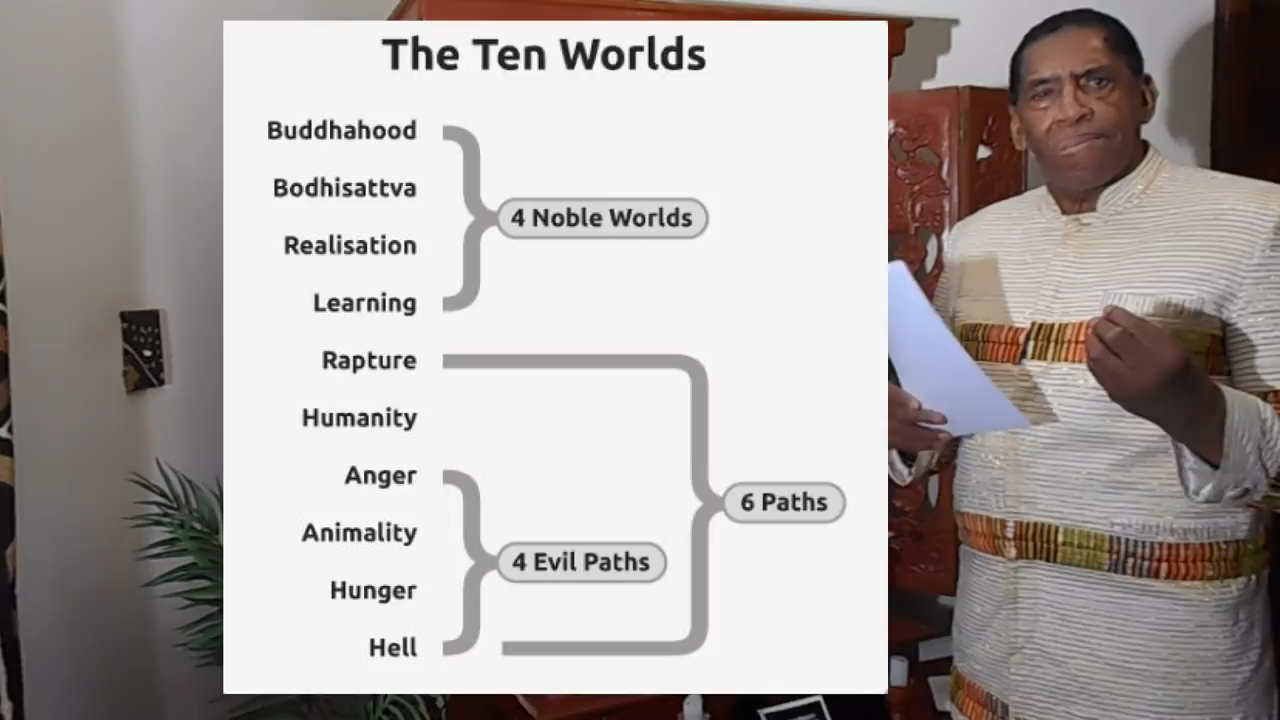 The Ten Worlds
Buddhahood
Bodhisattva
4 Noble Worlds
Realisation
Learning
Rapture
Humanity
Anger
6 Paths
Animality
4 Evil Paths
Hunger
Hell